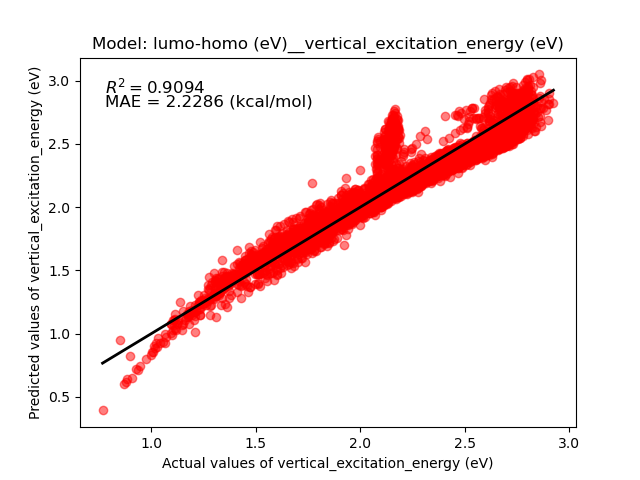 Model: lumo-homo (eV)__vertical_excitation_energy (eV)
R² = 0.9094
MAE = 2.2286 (kcal/mol)
Predicted values of vertical_excitation_energy (eV)
3.0
2.5
2.0
1.5
1.0
0.5
1.0 1.5 2.0 2.5 3.0
Actual values of vertical_excitation_energy (eV)